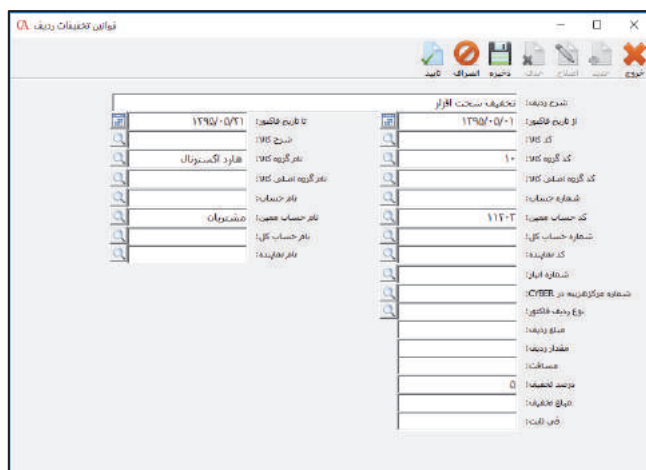 قوانین تخفیفات ردیف
خروج جدید اصلاح حذف ذخیره انصراف تایید
شرح ردیف: تخفیف سخت افزار
از تاریخ فاکتور: ۱۳۹۵/۰۵/۰۱ تا تاریخ فاکتور: ۱۳۹۵/۰۵/۳۱
کد کالا: شرح کالا:
کد گروه کالا: ۱۰ نام گروه کالا: هارد اکسترنال
کد گروه اصلی کالا: نام گروه اصلی کالا:
شماره حساب: نام حساب:
کد حساب معین: ۱۱۲۰۳ نام حساب معین: مشتریان
شماره حساب کل: نام حساب کل:
کد نماینده: نام نماینده:
شماره انبار:
شماره مرکزهزینه در CYBER:
نوع ردیف فاکتور:
مبلغ ردیف:
مقدار ردیف:
مسافت:
درصد تخفیف: ۵
مبلغ تخفیف:
فی ثابت: